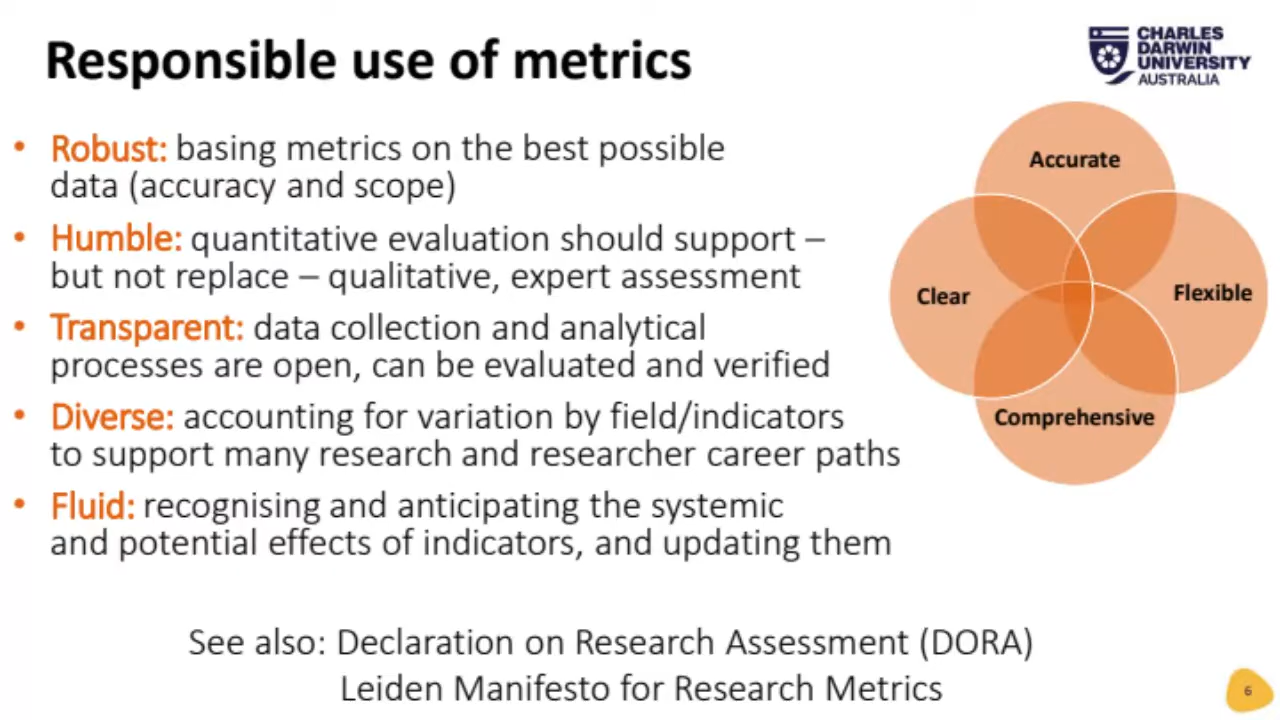 Responsible use of metrics
CHARLES
DARWIN
UNIVERSITY
AUSTRALIA
• Robust: basing metrics on the best possible
data (accuracy and scope)
• Humble: quantitative evaluation should support –
but not replace – qualitative, expert assessment
• Transparent: data collection and analytical
processes are open, can be evaluated and verified
• Diverse: accounting for variation by field/indicators
to support many research and researcher career paths
• Fluid: recognising and anticipating the systemic
and potential effects of indicators, and updating them
Accurate
Clear
Flexible
Comprehensive
See also: Declaration on Research Assessment (DORA)
Leiden Manifesto for Research Metrics
6